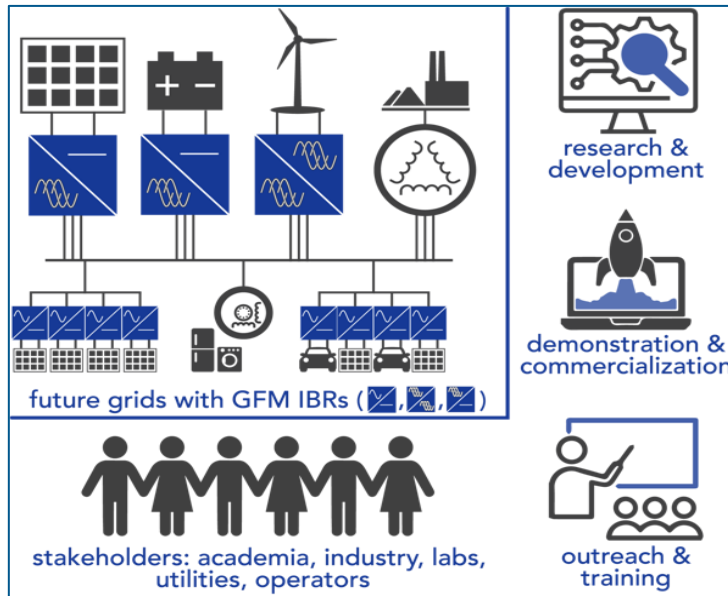 future grids with GFM IBRs ( , , )
stakeholders: academia, industry, labs,
utilities, operators
research &
development
demonstration &
commercialization
outreach &
training